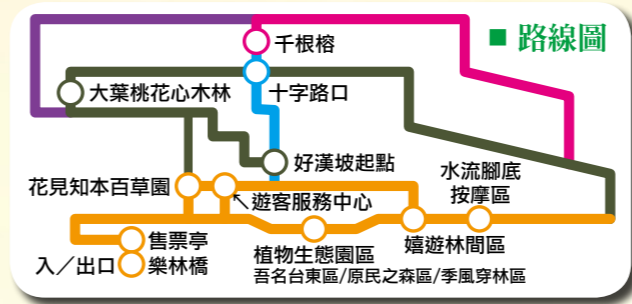 ■ 路線圖
千根榕
大葉桃花心木林
十字路口
好漢坡起點
水流腳底
按摩區
花見知本百草園
↖遊客服務中心
售票亭
植物生態園區
嬉遊林間區
入／出口
樂林橋
吾名台東區/原民之森區/季風穿林區